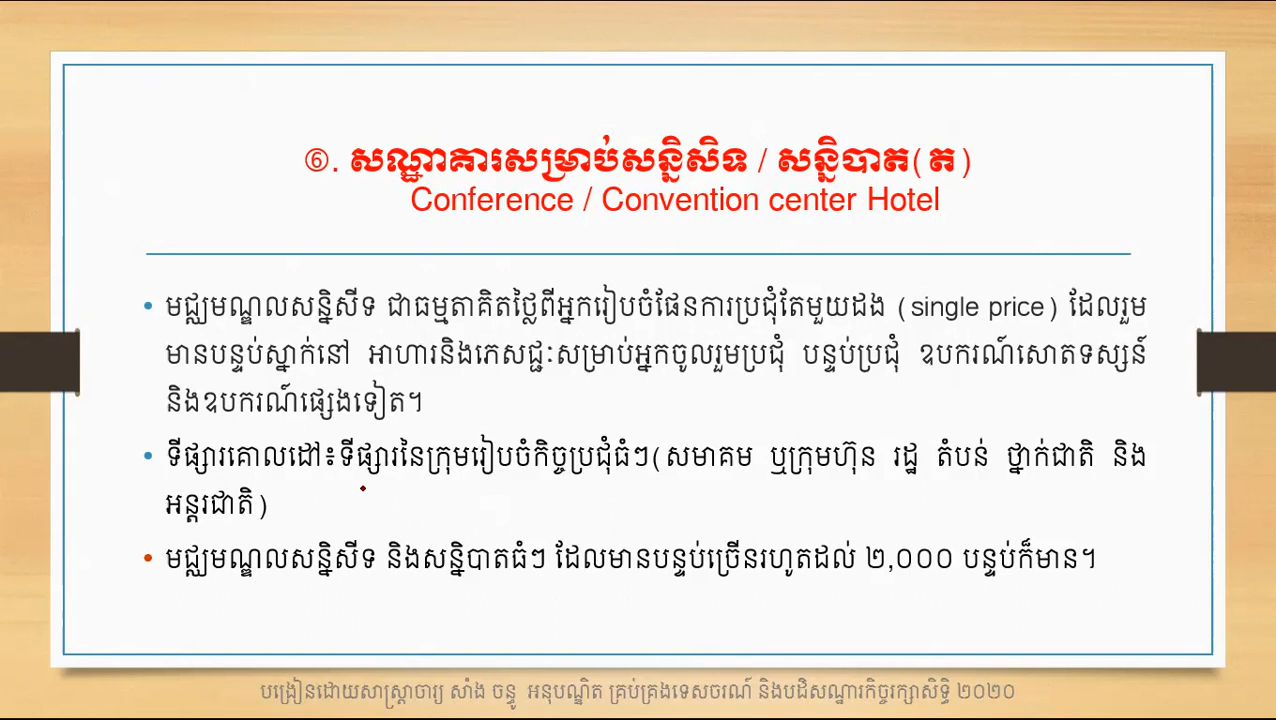 ⑥. សណ្ឋាគារសម្រាប់សន្និសិទ / សន្និបាត(ត)
Conference / Convention center Hotel
• មជ្ឈមណ្ឌលសន្និសីទ ជាធម្មតាគិតថ្លៃពីអ្នករៀបចំផែនការប្រជុំតែមួយដង (single price) ដែលរួម
មានបន្ទប់ស្នាក់នៅ អាហារនិងភេសជ្ជៈសម្រាប់អ្នកចូលរួមប្រជុំ បន្ទប់ប្រជុំ ឧបករណ៍សោតទស្សន៍
និងឧបករណ៍ផ្សេងទៀត។
• ទីផ្សារគោលដៅ៖ទីផ្សារនៃក្រុមរៀបចំកិច្ចប្រជុំធំៗ(សមាគម ឬក្រុមហ៊ុន រដ្ឋ តំបន់ ថ្នាក់ជាតិ និង
អន្តរជាតិ)
• មជ្ឈមណ្ឌលសន្និសីទ និងសន្និបាតធំៗ ដែលមានបន្ទប់ច្រើនរហូតដល់ ២,០០០ បន្ទប់ក៏មាន។
បង្រៀនដោយសាស្ត្រាចារ្យ សាំង ចន្ធូ អនុបណ្ឌិត គ្រប់គ្រងទេសចរណ៍ និងបដិសណ្ឋារកិច្ចរក្សាសិទ្ធិ ២០២០